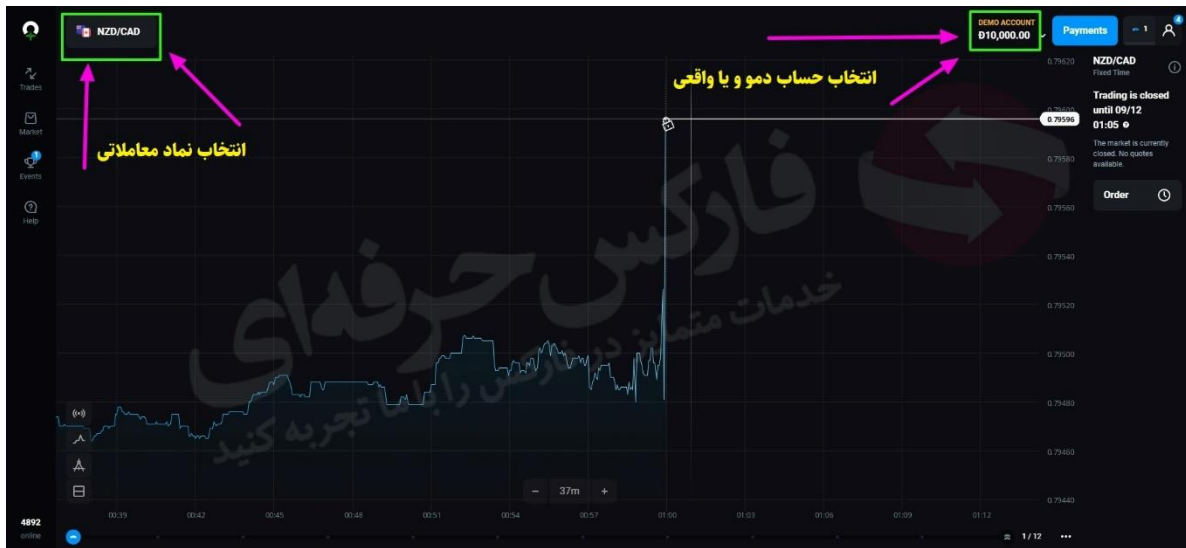 NZD/CAD
DEMO ACCOUNT
Đ10,000.00
Payments
1
4
انتخاب حساب دمو و یا واقعی
انتخاب نماد معاملاتی
Trades
Market
1
Events
Help
NZD/CAD
Fixed Time
Trading is closed
until 09/12
01:05
The market is currently
closed. No quotes
available.
Order
0.79620
0.79600
0.79596
0.79580
0.79560
0.79540
0.79520
0.79500
0.79480
0.79460
0.79440
فارکس حرفه‌ای
خدمات متمایز در فارکس را با ما تجربه کنید
− 37m +
00:39 00:42 00:45 00:48 00:51 00:54 00:57 01:00 01:03 01:06 01:09 01:12
4892
online
1 / 12